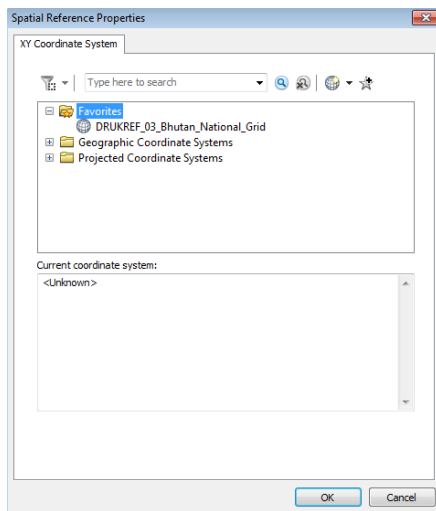 Spatial Reference Properties
XY Coordinate System
Type here to search
Favorites
DRUKREF_03_Bhutan_National_Grid
Geographic Coordinate Systems
Projected Coordinate Systems
Current coordinate system:
<Unknown>
OK Cancel